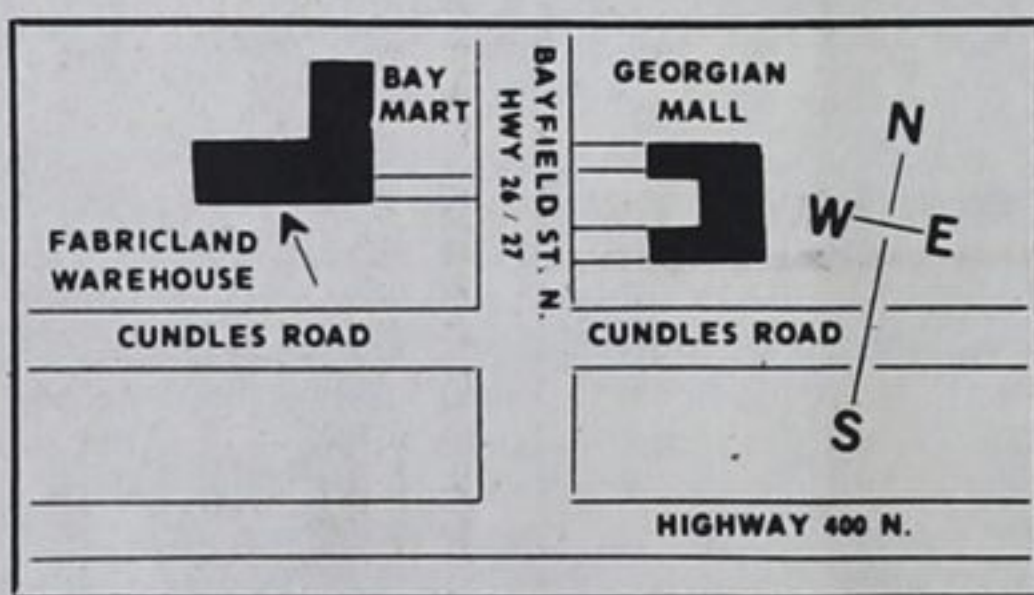 BAY
MART
BAYFIELD ST. N.
HWY 26 / 27
GEORGIAN
MALL
N
W
E
S
FABRICLAND
WAREHOUSE
CUNDLES ROAD
CUNDLES ROAD
HIGHWAY 400 N.